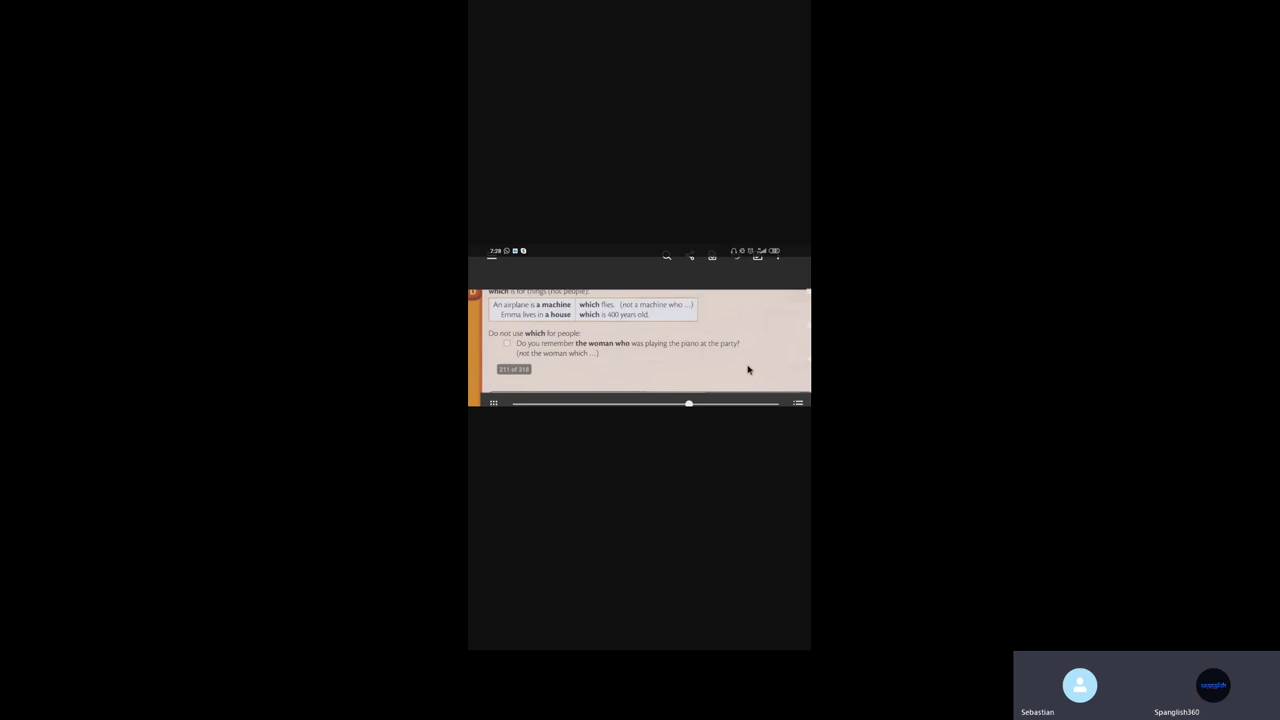 7:28
D which is for things (not people):
An airplane is a machine which flies. (not a machine who ...)
Emma lives in a house which is 400 years old.
Do not use which for people:
Do you remember the woman who was playing the piano at the party?
(not the woman which ...)
211 of 318
Sebastian
Spanglish360